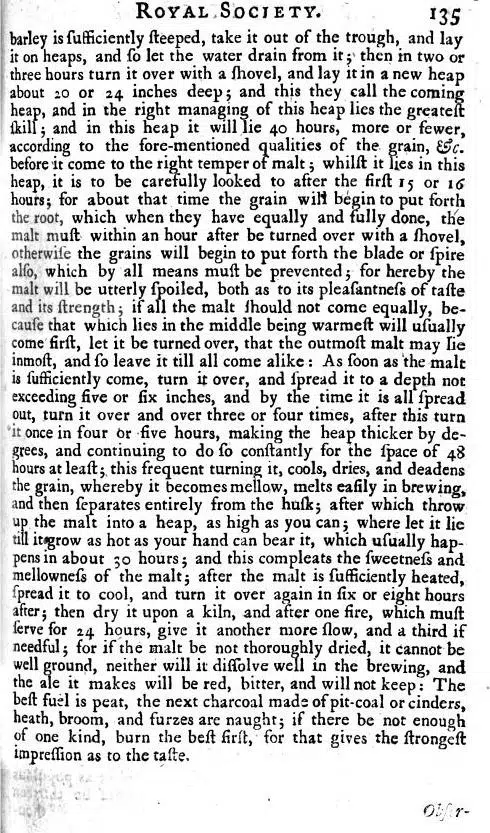 ROYAL SOCIETY. 135
barley is ſufficiently ſteeped, take it out of the trough, and lay
it on heaps, and ſo let the water drain from it; then in two or
three hours turn it over with a ſhovel, and lay it in a new heap
about 20 or 24 inches deep; and this they call the coming
heap, and in the right managing of this heap lies the greateſt
ſkill; and in this heap it will lie 40 hours, more or fewer,
according to the fore-mentioned qualities of the grain, &c.
before it come to the right temper of malt; whilſt it lies in this
heap, it is to be carefully looked to after the firſt 15 or 16
hours; for about that time the grain will begin to put forth
the root, which when they have equally and fully done, the
malt muſt within an hour after be turned over with a ſhovel,
otherwiſe the grains will begin to put forth the blade or ſpire
alſo, which by all means muſt be prevented; for hereby the
malt will be utterly ſpoiled, both as to its pleaſantneſs of taſte
and its ſtrength; if all the malt ſhould not come equally, be-
cauſe that which lies in the middle being warmeſt will uſually
come firſt, let it be turned over, that the outmoſt malt may lie
inmoſt, and ſo leave it till all come alike: As ſoon as the malt
is ſufficiently come, turn it over, and ſpread it to a depth not
exceeding five or ſix inches, and by the time it is all ſpread
out, turn it over and over three or four times, after this turn
it once in four or five hours, making the heap thicker by de-
grees, and continuing to do ſo conſtantly for the ſpace of 48
hours at leaſt; this frequent turning it, cools, dries, and deadens
the grain, whereby it becomes mellow, melts eaſily in brewing,
and then ſeparates entirely from the huſk; after which throw
up the malt into a heap, as high as you can; where let it lie
till it grow as hot as your hand can bear it, which uſually hap-
pens in about 30 hours; and this compleats the ſweetneſs and
mellowneſs of the malt; after the malt is ſufficiently heated,
ſpread it to cool, and turn it over again in ſix or eight hours
after; then dry it upon a kiln, and after one fire, which muſt
ſerve for 24 hours, give it another more ſlow, and a third if
needful; for if the malt be not thoroughly dried, it cannot be
well ground, neither will it diſſolve well in the brewing, and
the ale it makes will be red, bitter, and will not keep: The
beſt fuel is peat, the next charcoal made of pit-coal or cinders,
heath, broom, and furzes are naught; if there be not enough
of one kind, burn the beſt firſt, for that gives the ſtrongeſt
impreſſion as to the taſte.
Obſer-